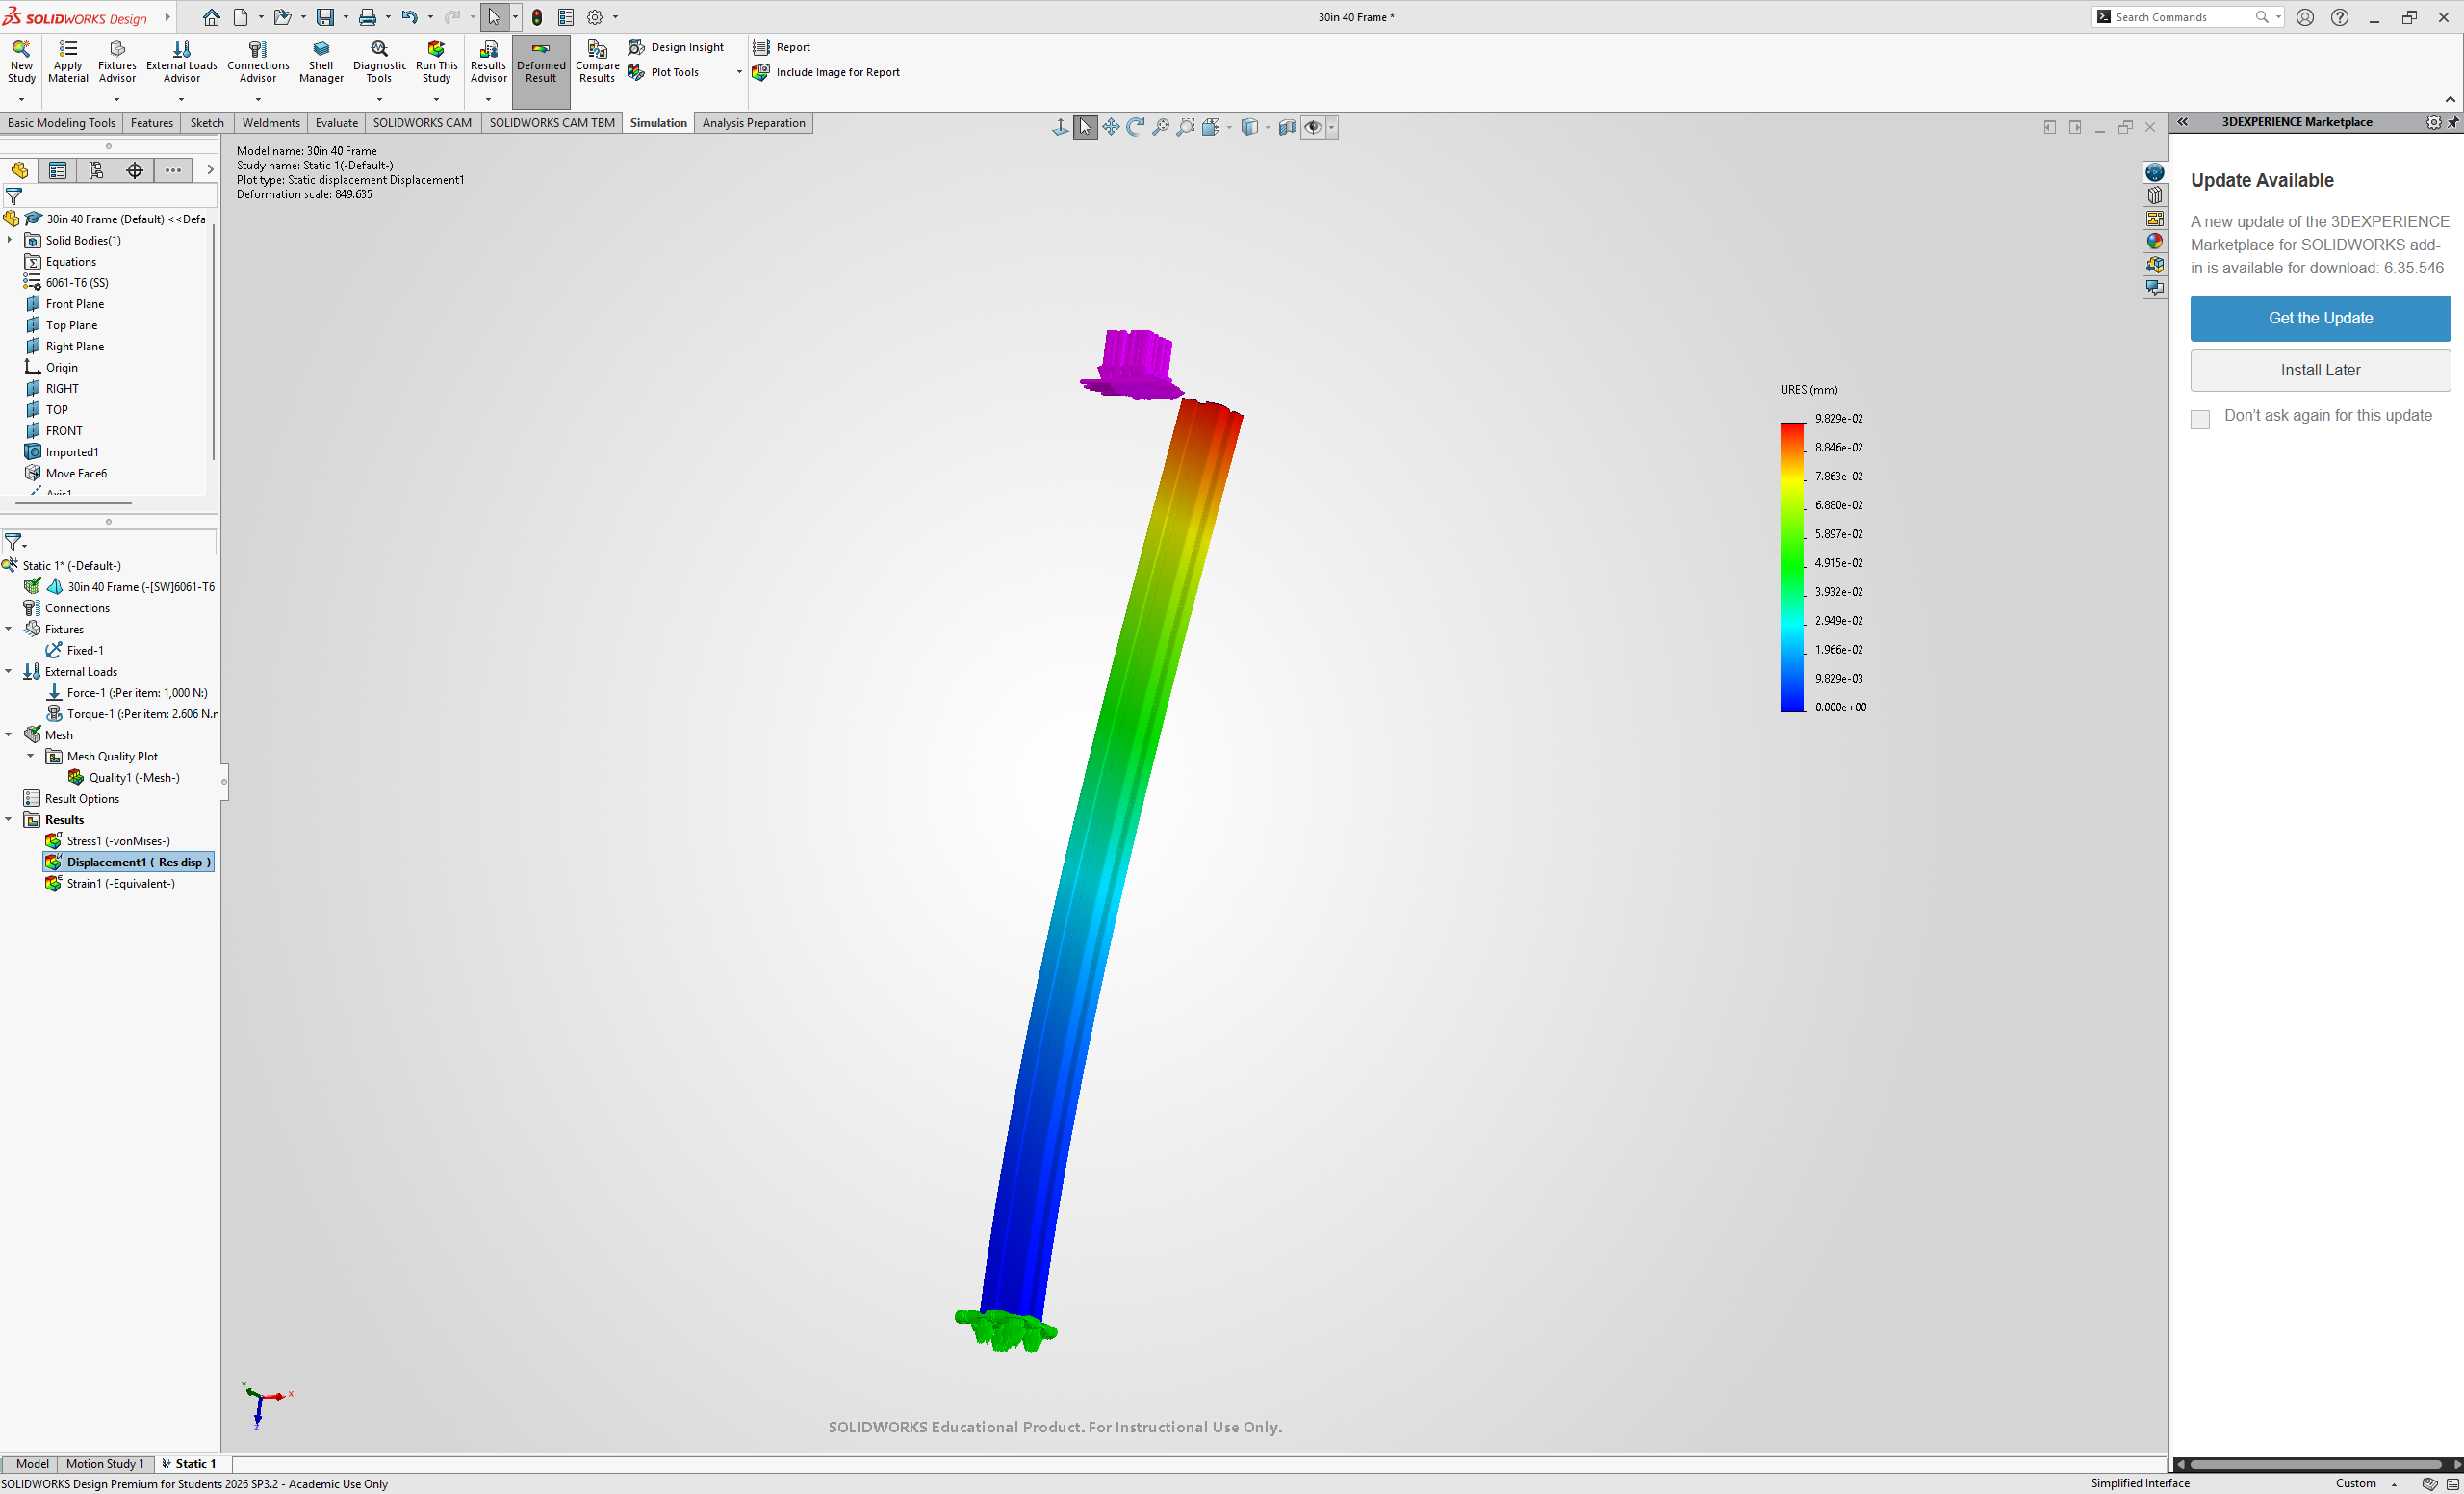 SOLIDWORKS Design
30in 40 Frame *
Search Commands
New Study
Apply Material
Fixtures Advisor
External Loads Advisor
Connections Advisor
Shell Manager
Diagnostic Tools
Run This Study
Results Advisor
Deformed Result
Compare Results
Design Insight
Plot Tools
Report
Include Image for Report
Basic Modeling Tools
Features
Sketch
Weldments
Evaluate
SOLIDWORKS CAM
SOLIDWORKS CAM TBM
Simulation
Analysis Preparation
30in 40 Frame (Default) <<Defa
Solid Bodies(1)
Equations
6061-T6 (SS)
Front Plane
Top Plane
Right Plane
Origin
RIGHT
TOP
FRONT
Imported1
Move Face6
Axis1
Static 1* (-Default-)
30in 40 Frame (-[SW]6061-T6
Connections
Fixtures
Fixed-1
External Loads
Force-1 (:Per item: 1,000 N:)
Torque-1 (:Per item: 2.606 N.n
Mesh
Mesh Quality Plot
Quality1 (-Mesh-)
Result Options
Results
Stress1 (-vonMises-)
Displacement1 (-Res disp-)
Strain1 (-Equivalent-)
Model name: 30in 40 Frame
Study name: Static 1(-Default-)
Plot type: Static displacement Displacement1
Deformation scale: 849.635
URES (mm)
9.829e-02
8.846e-02
7.863e-02
6.880e-02
5.897e-02
4.915e-02
3.932e-02
2.949e-02
1.966e-02
9.829e-03
0.000e+00
Y
X
Z
SOLIDWORKS Educational Product. For Instructional Use Only.
3DEXPERIENCE Marketplace
Update Available
A new update of the 3DEXPERIENCE
Marketplace for SOLIDWORKS add-
in is available for download: 6.35.546
Get the Update
Install Later
Don't ask again for this update
Model
Motion Study 1
Static 1
SOLIDWORKS Design Premium for Students 2026 SP3.2 - Academic Use Only
Simplified Interface
Custom